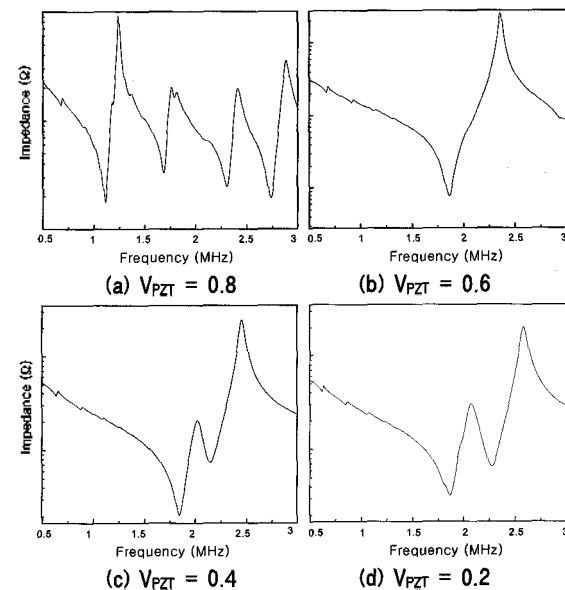 Impedance (Ω)
0.5 1 1.5 2 2.5 3
Frequency (MHz)
(a) VPZT = 0.8
0.5 1 1.5 2 2.5 3
Frequency (MHz)
(b) VPZT = 0.6
Impedance (Ω)
0.5 1 1.5 2 2.5 3
Frequency (MHz)
(c) VPZT = 0.4
0.5 1 1.5 2 2.5 3
Frequency (MHz)
(d) VPZT = 0.2